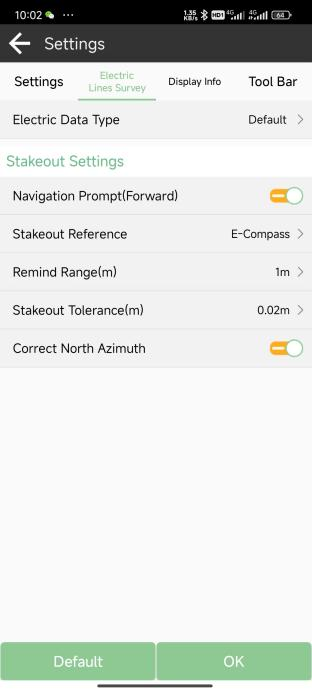 10:02 ... 1.35 KB/s HD1 4G 4G 64
Settings
Settings Electric Lines Survey Display Info Tool Bar
Electric Data Type Default
Stakeout Settings
Navigation Prompt(Forward)
Stakeout Reference E-Compass
Remind Range(m) 1m
Stakeout Tolerance(m) 0.02m
Correct North Azimuth
Default OK